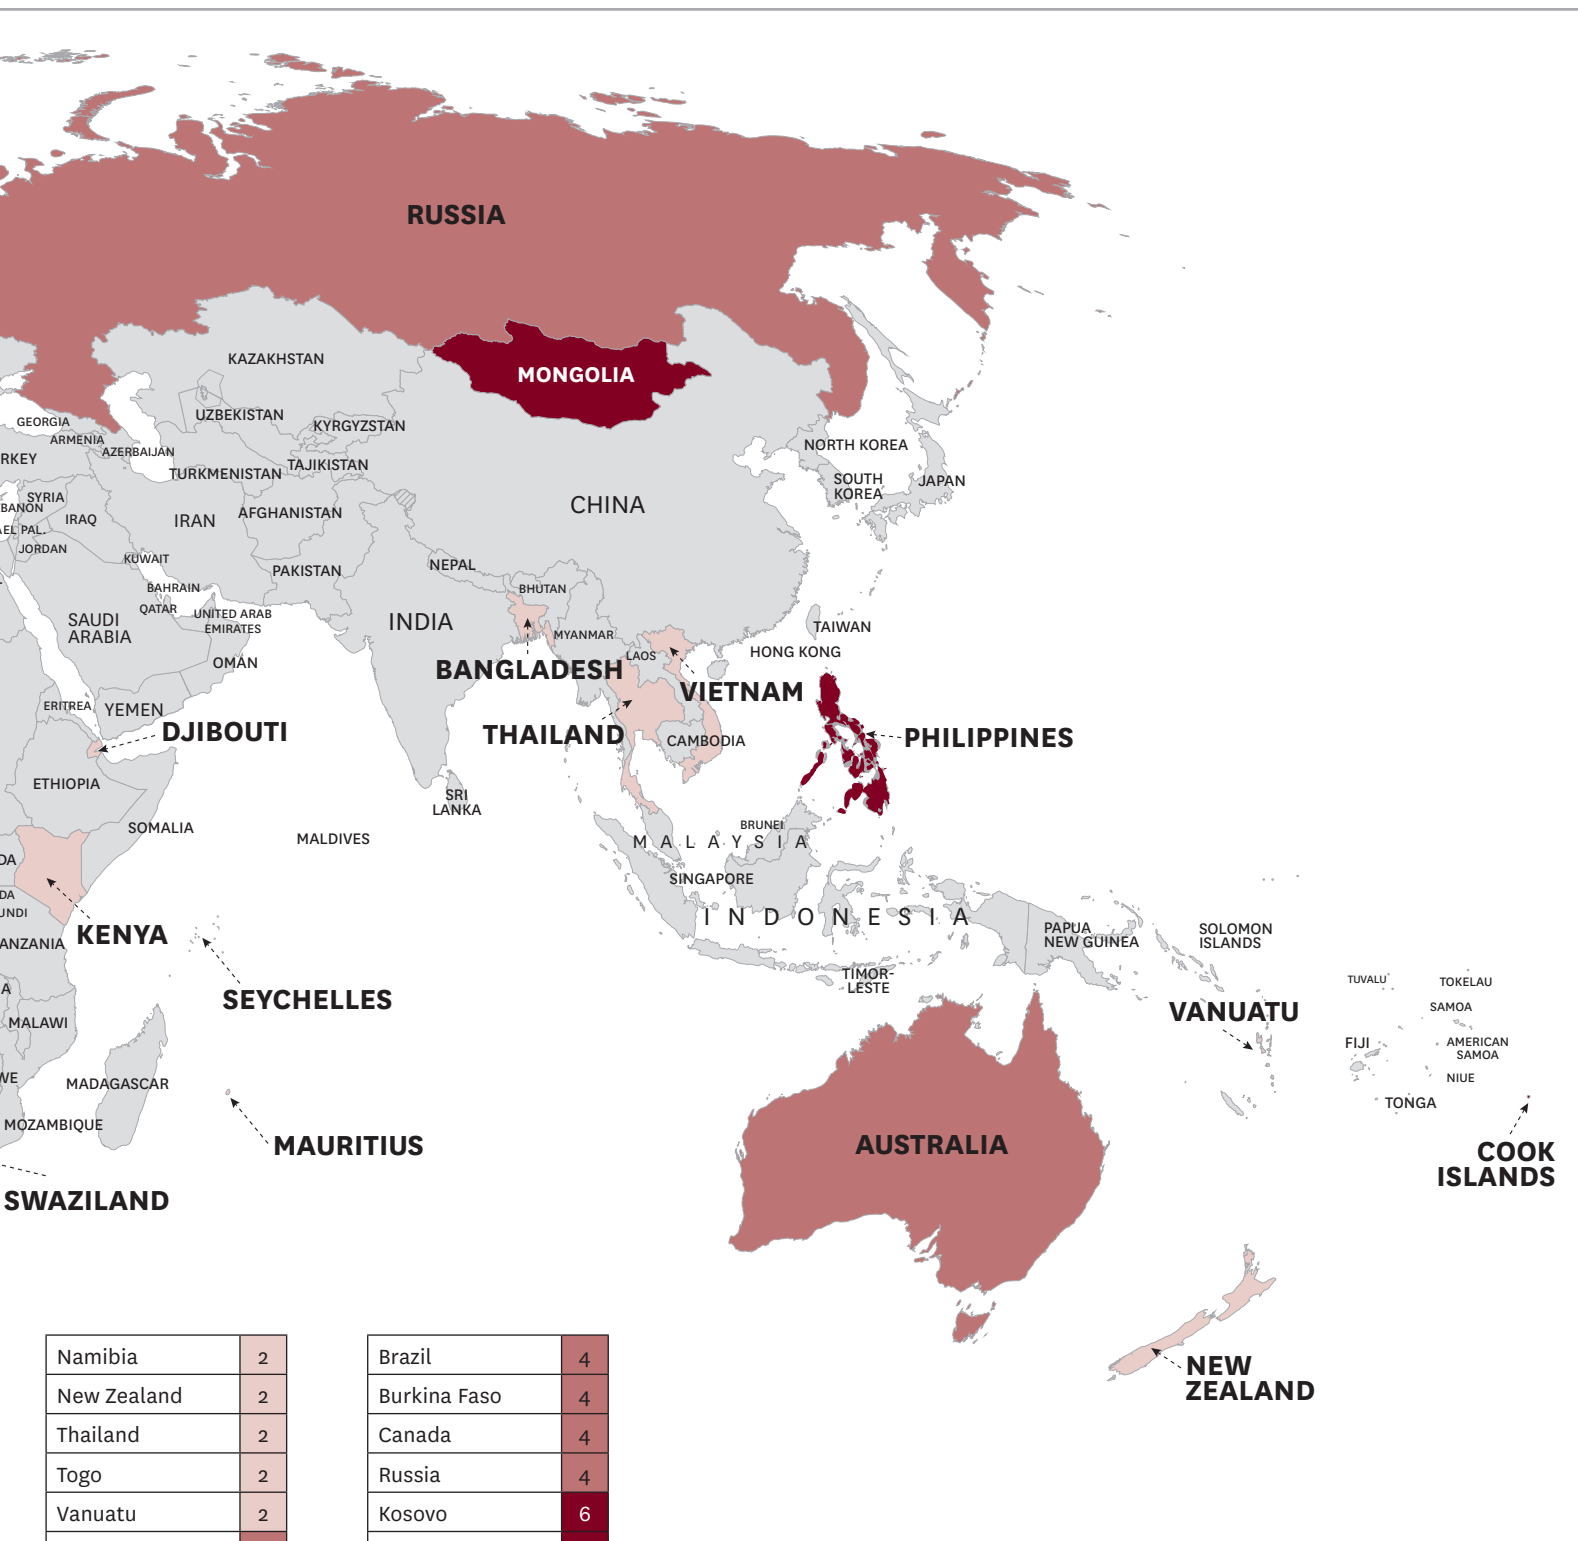 RUSSIA
KAZAKHSTAN
MONGOLIA
UZBEKISTAN
GEORGIA
KYRGYZSTAN
ARMENIA
AZERBAIJAN
NORTH KOREA
RKEY
TAJIKISTAN
TURKMENISTAN
SOUTH
KOREA
JAPAN
SYRIA
BANON
CHINA
AFGHANISTAN
IRAQ
IRAN
EL PAL.
JORDAN
KUWAIT
NEPAL
PAKISTAN
BAHRAIN
BHUTAN
QATAR
UNITED ARAB
EMIRATES
SAUDI
ARABIA
INDIA
TAIWAN
MYANMAR
HONG KONG
LAOS
OMAN
BANGLADESH
VIETNAM
ERITREA
YEMEN
DJIBOUTI
THAILAND
PHILIPPINES
CAMBODIA
ETHIOPIA
SRI
LANKA
SOMALIA
MALDIVES
BRUNEI
MALAYSIA
DA
SINGAPORE
DA
UNDI
INDONESIA
KENYA
ANZANIA
PAPUA
NEW GUINEA
SOLOMON
ISLANDS
TIMOR-
LESTE
TUVALU
TOKELAU
A
SEYCHELLES
VANUATU
SAMOA
MALAWI
FIJI
AMERICAN
SAMOA
WE
NIUE
MADAGASCAR
TONGA
MOZAMBIQUE
MAURITIUS
AUSTRALIA
COOK
ISLANDS
SWAZILAND
NEW
ZEALAND
Namibia 2
New Zealand 2
Thailand 2
Togo 2
Vanuatu 2
Brazil 4
Burkina Faso 4
Canada 4
Russia 4
Kosovo 6